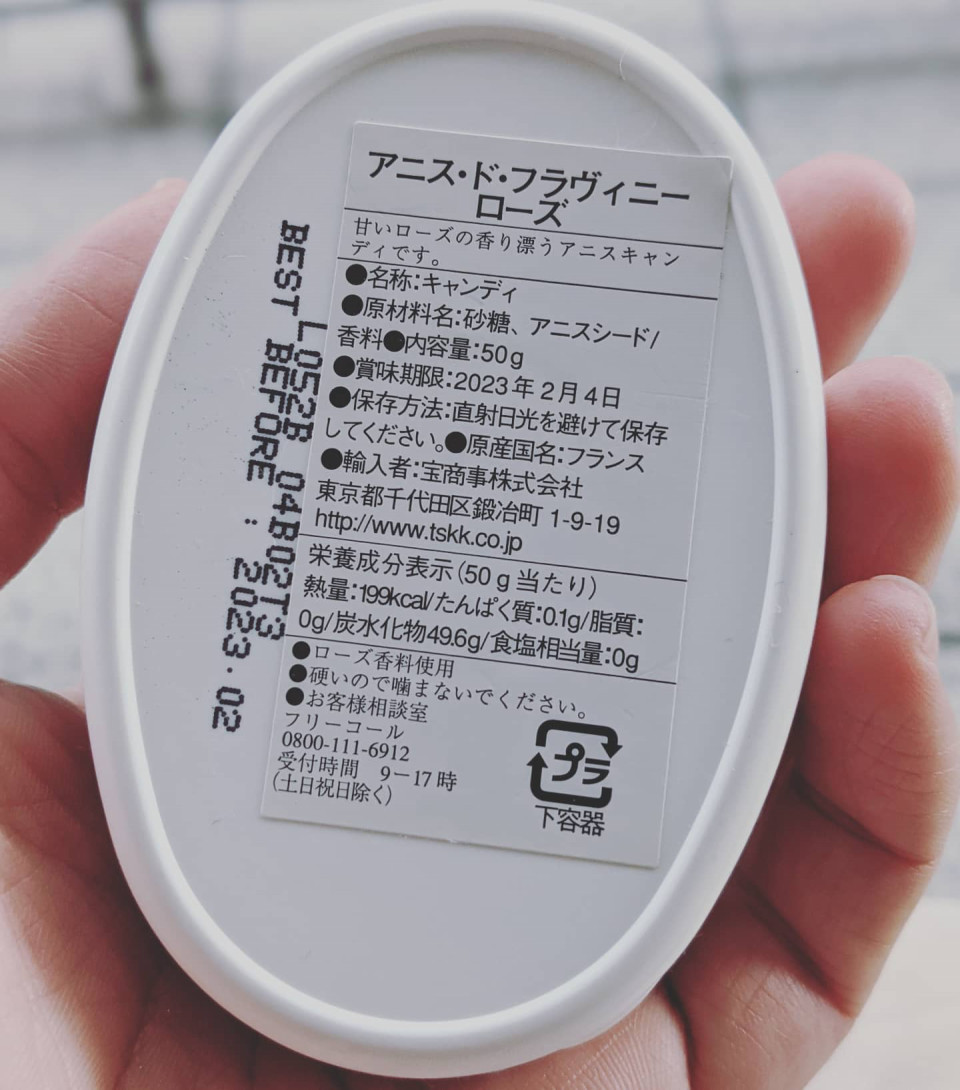 アニス・ド・フラヴィニー
ローズ
甘いローズの香り漂うアニスキャン
ディです。
●名称:キャンディ
●原材料名:砂糖、アニスシード/
香料●内容量:50g
●賞味期限:2023年2月4日
●保存方法:直射日光を避けて保存
してください。●原産国名:フランス
●輸入者:宝商事株式会社
東京都千代田区鍛冶町 1-9-19
http://www.tskk.co.jp
栄養成分表示(50g当たり)
熱量:199kcal/たんぱく質:0.1g/脂質:
0g/炭水化物49.6g/食塩相当量:0g
●ローズ香料使用
●硬いので噛まないでください。
●お客様相談室
フリーコール
0800-111-6912
受付時間 9-17時
(土日祝日除く)
プラ
下容器
L052B 04B02T3
BEST BEFORE : 2023.02